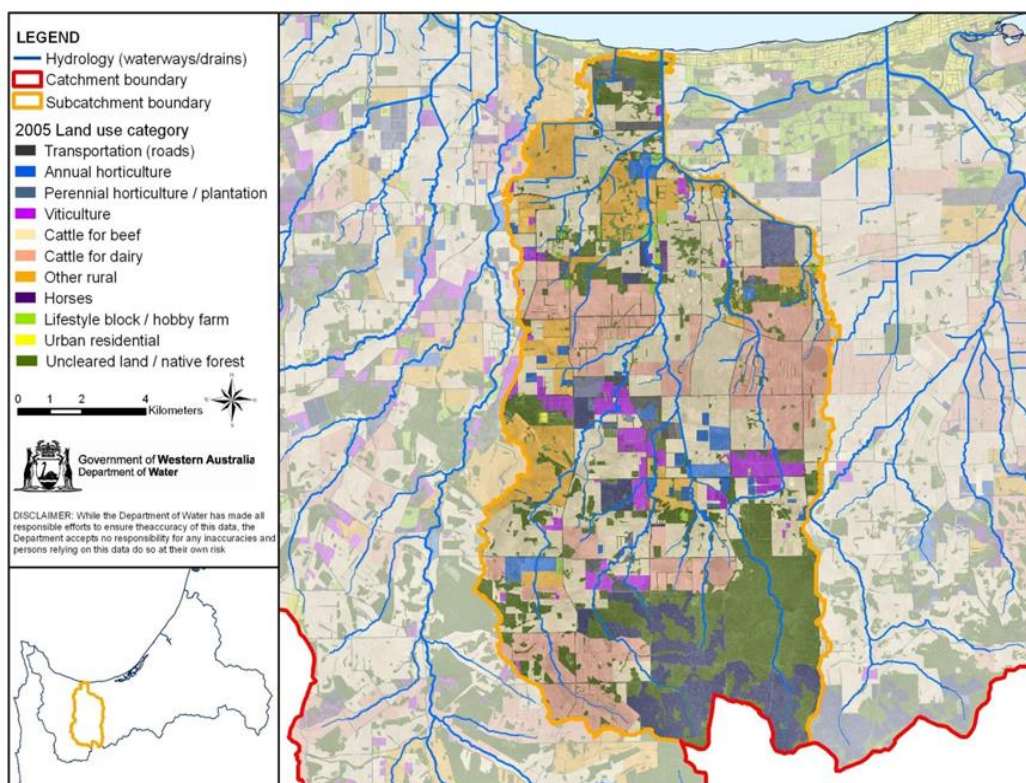 LEGEND
Hydrology (waterways/drains)
Catchment boundary
Subcatchment boundary
2005 Land use category
Transportation (roads)
Annual horticulture
Perennial horticulture / plantation
Viticulture
Cattle for beef
Cattle for dairy
Other rural
Horses
Lifestyle block / hobby farm
Urban residential
Uncleared land / native forest
0 1 2 4
Kilometers
Government of Western Australia
Department of Water
DISCLAIMER: While the Department of Water has made all
responsible efforts to ensure theaccuracy of this data, the
Department accepts no responsibility for any inaccuracies and
persons relying on this data do so at their own risk